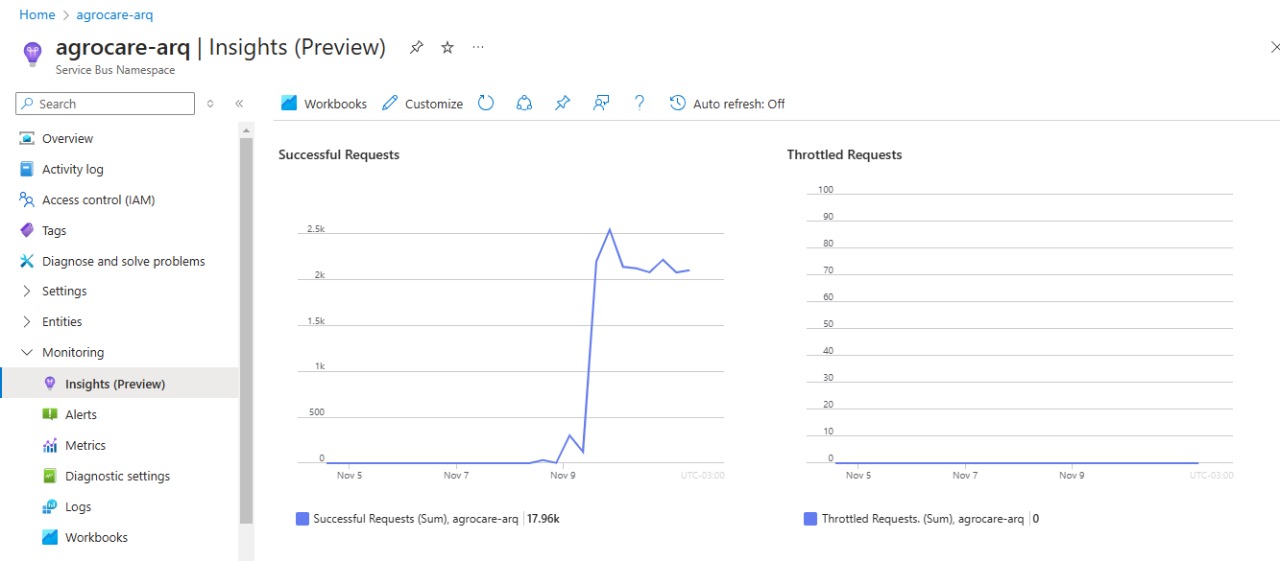 Home > agrocare-arq
agrocare-arq | Insights (Preview)
Service Bus Namespace
Search
Overview
Activity log
Access control (IAM)
Tags
Diagnose and solve problems
Settings
Entities
Monitoring
Insights (Preview)
Alerts
Metrics
Diagnostic settings
Logs
Workbooks
Workbooks Customize ? Auto refresh: Off
Successful Requests
2.5k
2k
1.5k
1k
500
0
Nov 5 Nov 7 Nov 9 UTC-03:00
Successful Requests (Sum), agrocare-arq | 17.96k
Throttled Requests
100
90
80
70
60
50
40
30
20
10
0
Nov 5 Nov 7 Nov 9 UTC-03:00
Throttled Requests. (Sum), agrocare-arq | 0